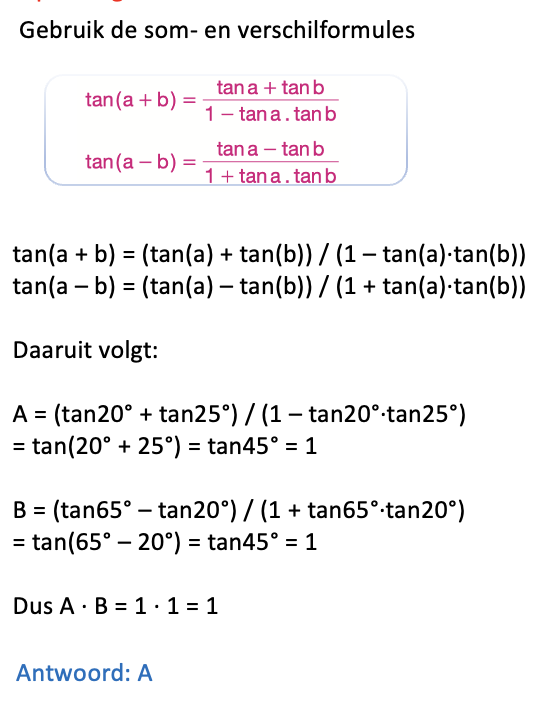 Gebruik de som- en verschilformules
tan(a + b) = (tan a + tan b) / (1 − tan a . tan b)
tan(a − b) = (tan a − tan b) / (1 + tan a . tan b)
tan(a + b) = (tan(a) + tan(b)) / (1 – tan(a)·tan(b))
tan(a – b) = (tan(a) – tan(b)) / (1 + tan(a)·tan(b))
Daaruit volgt:
A = (tan20° + tan25°) / (1 – tan20°·tan25°)
= tan(20° + 25°) = tan45° = 1
B = (tan65° – tan20°) / (1 + tan65°·tan20°)
= tan(65° – 20°) = tan45° = 1
Dus A · B = 1 · 1 = 1
Antwoord: A